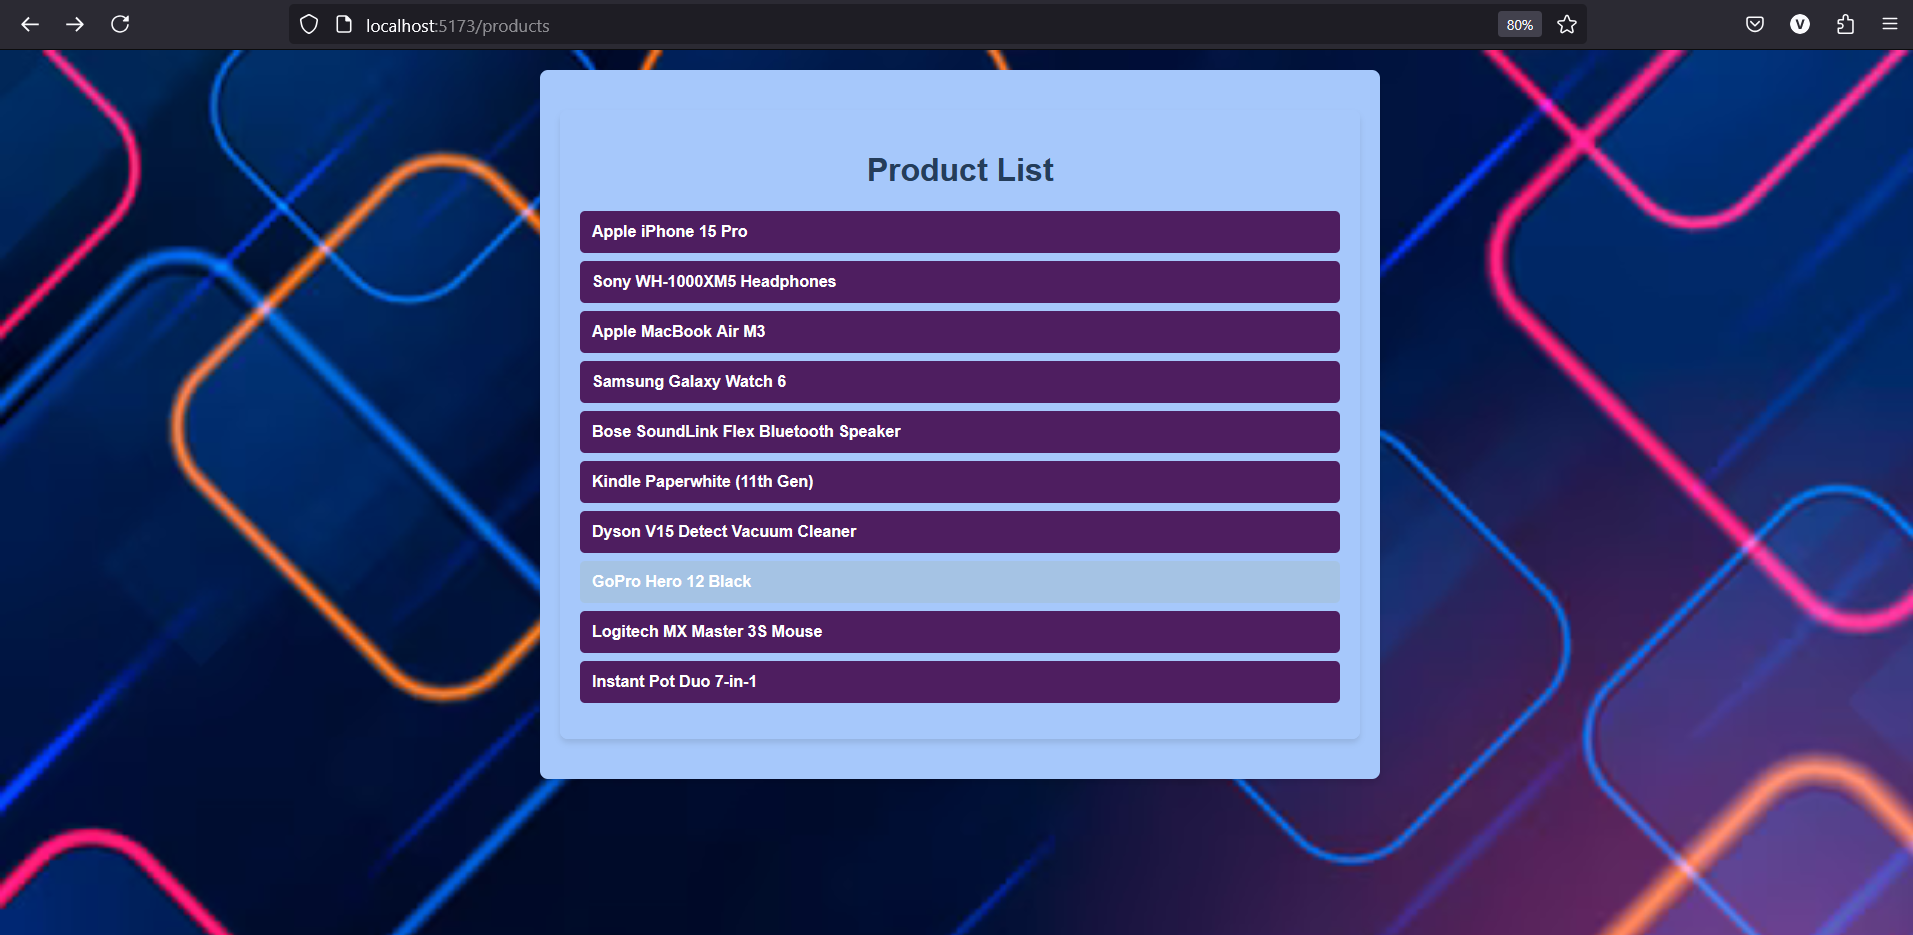 localhost:5173/products
80%
V
Product List
Apple iPhone 15 Pro
Sony WH-1000XM5 Headphones
Apple MacBook Air M3
Samsung Galaxy Watch 6
Bose SoundLink Flex Bluetooth Speaker
Kindle Paperwhite (11th Gen)
Dyson V15 Detect Vacuum Cleaner
GoPro Hero 12 Black
Logitech MX Master 3S Mouse
Instant Pot Duo 7-in-1